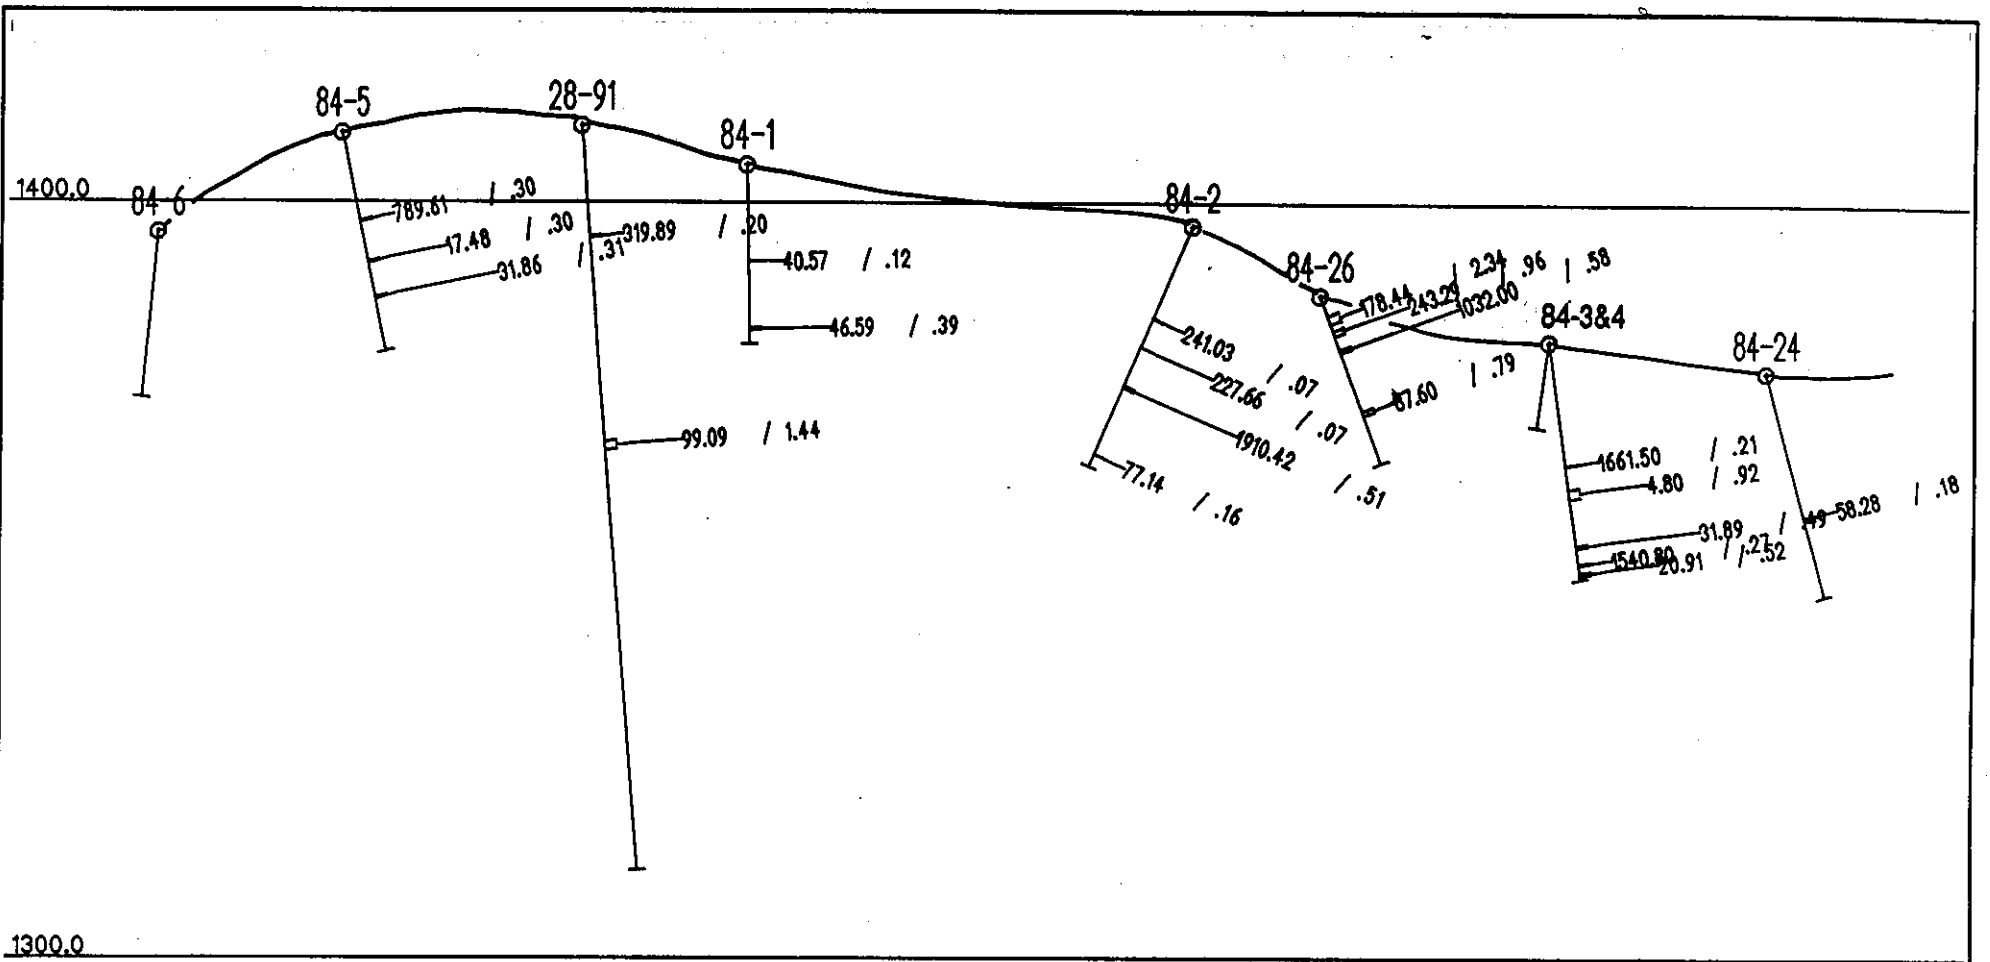 84-5
28-91
84-1
1400.0
84-6
84-2
789.61 / .30
17.48 / .30
31.86 / .31
319.89 / .20
40.57 / .12
46.59 / .39
99.09 / 1.44
84-26
178.44 / 2.34
243.29 / .96
1032.00 / .58
87.60 / .79
84-3&4
84-24
241.03 / .07
227.66 / .07
1910.42 / .51
77.14 / .16
1661.50 / .21
4.80 / .92
31.89 / .49
1540.80 / .27
20.91 / .52
58.28 / .18
1300.0